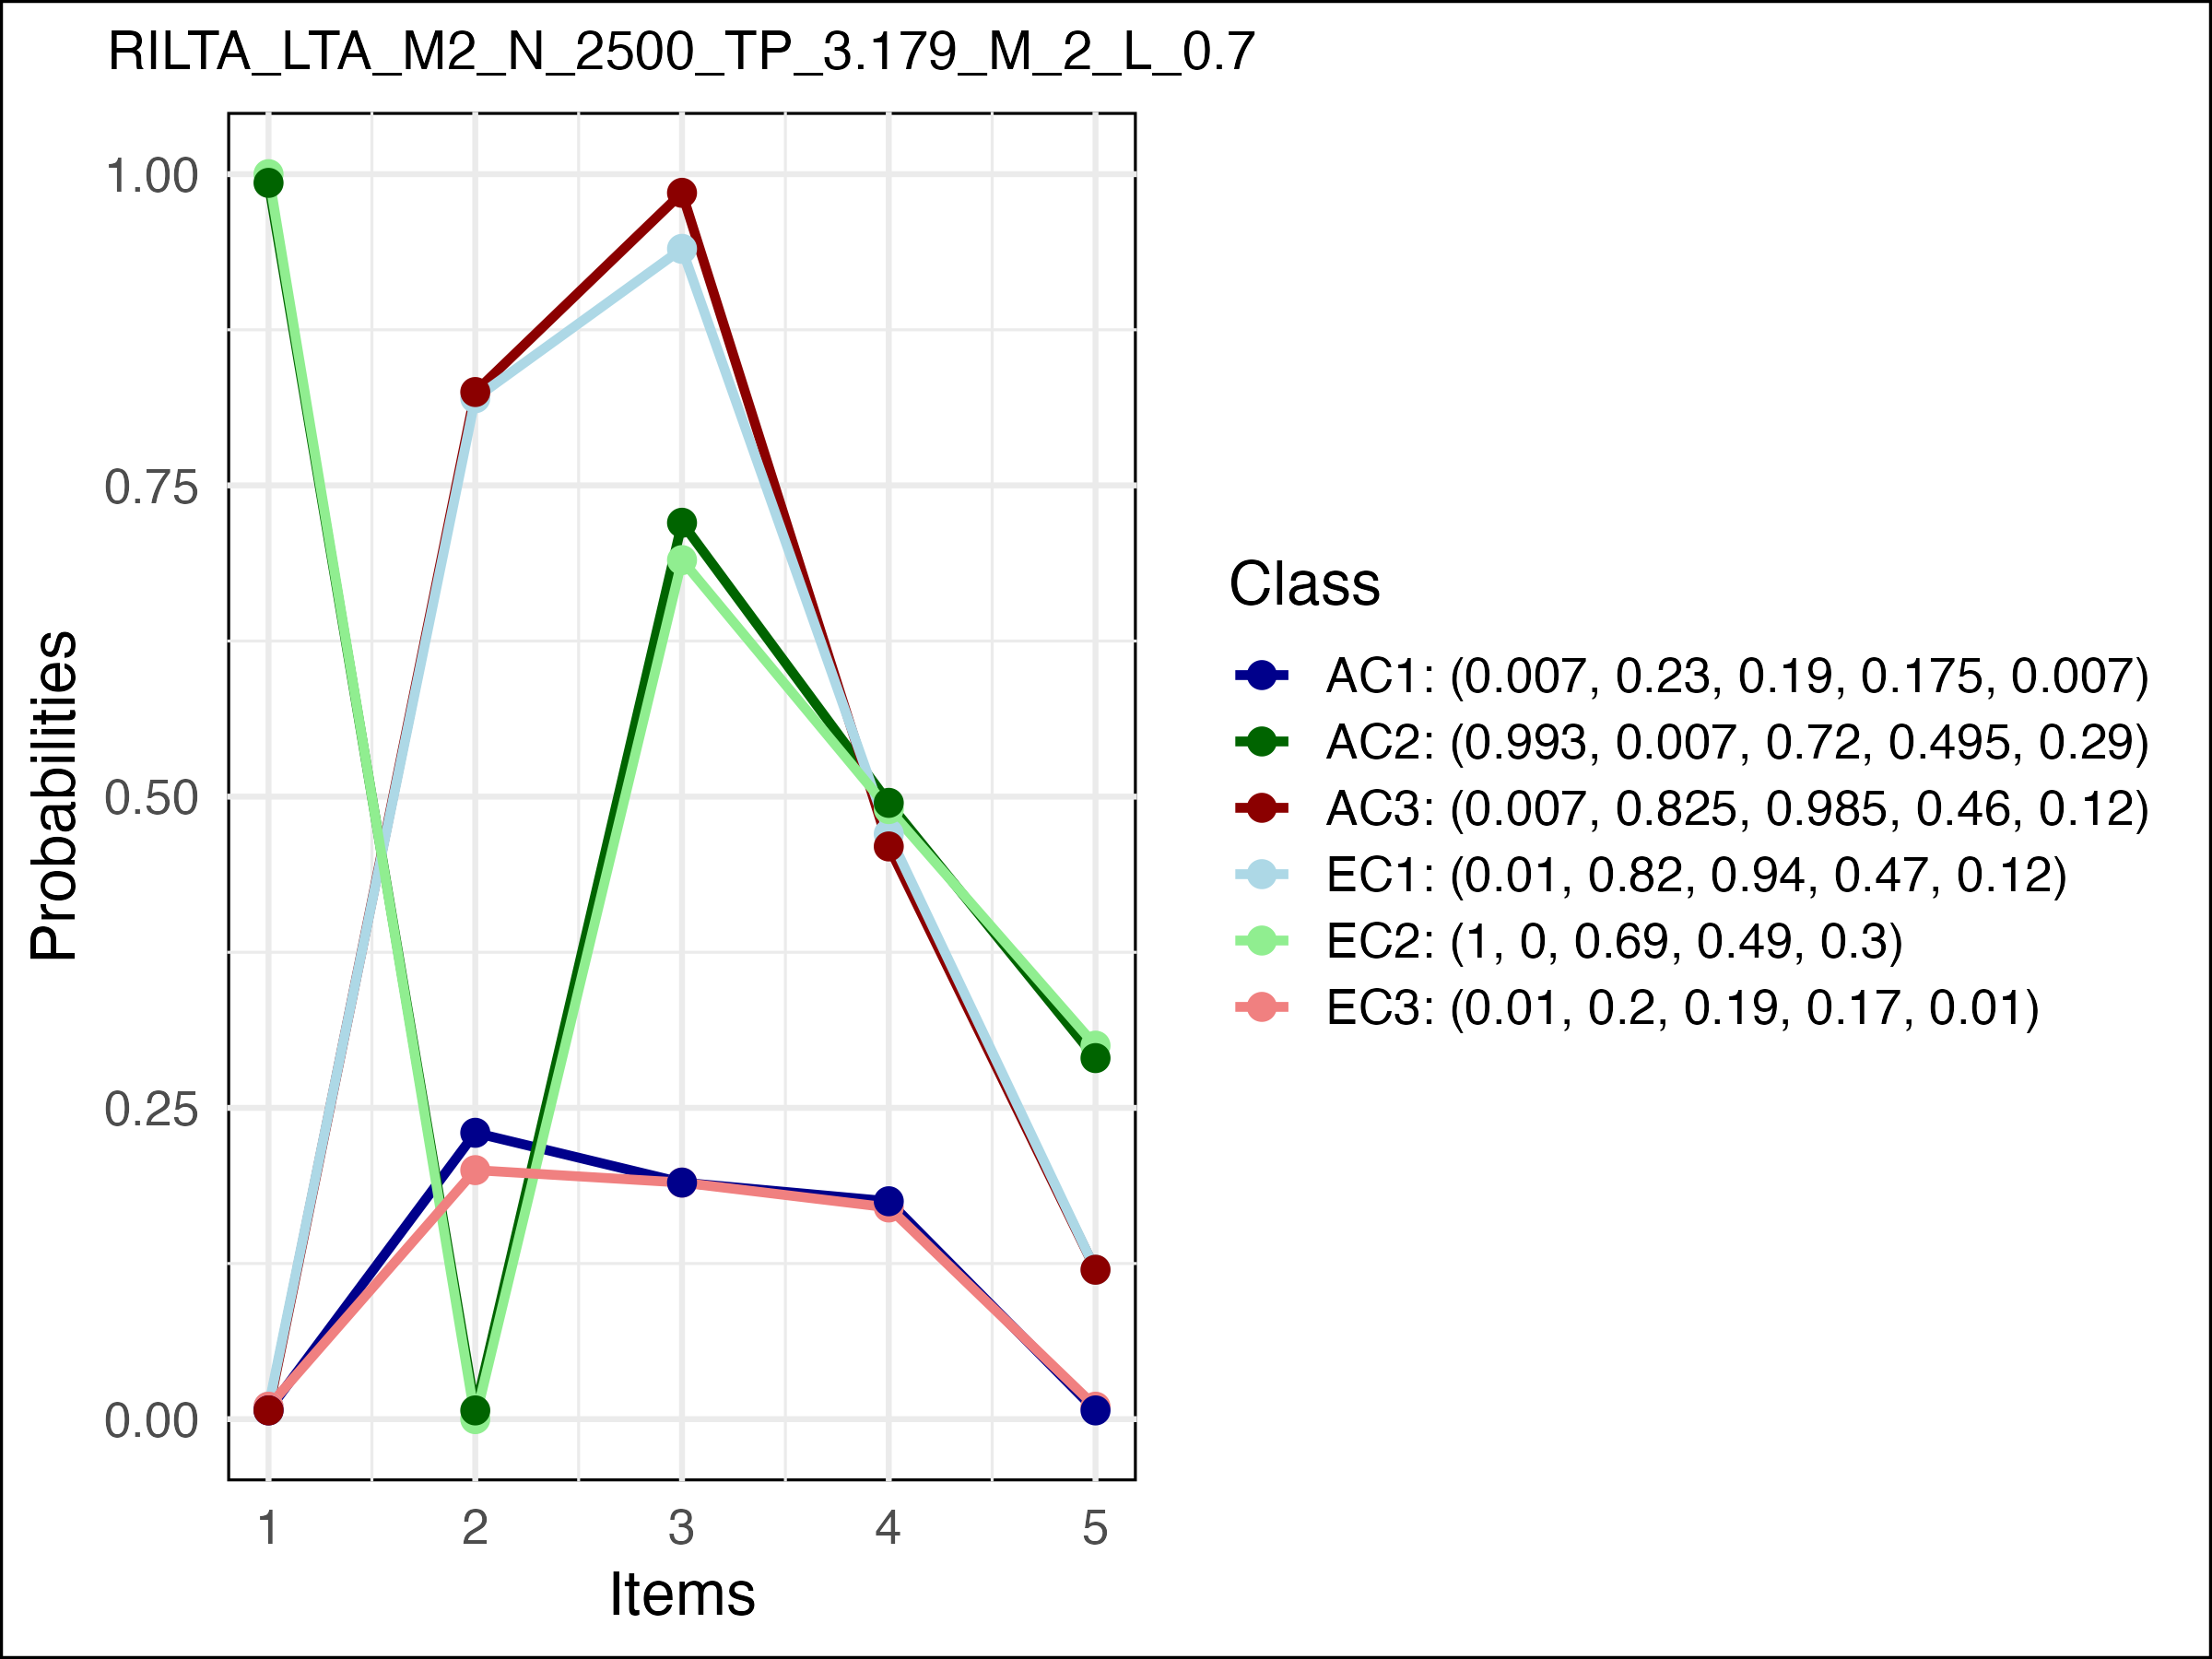 RILTA_LTA_M2_N_2500_TP_3.179_M_2_L_0.7
1.00
0.75
0.50
0.25
0.00
Probabilities
1 2 3 4 5
Items
Class
AC1: (0.007, 0.23, 0.19, 0.175, 0.007)
AC2: (0.993, 0.007, 0.72, 0.495, 0.29)
AC3: (0.007, 0.825, 0.985, 0.46, 0.12)
EC1: (0.01, 0.82, 0.94, 0.47, 0.12)
EC2: (1, 0, 0.69, 0.49, 0.3)
EC3: (0.01, 0.2, 0.19, 0.17, 0.01)